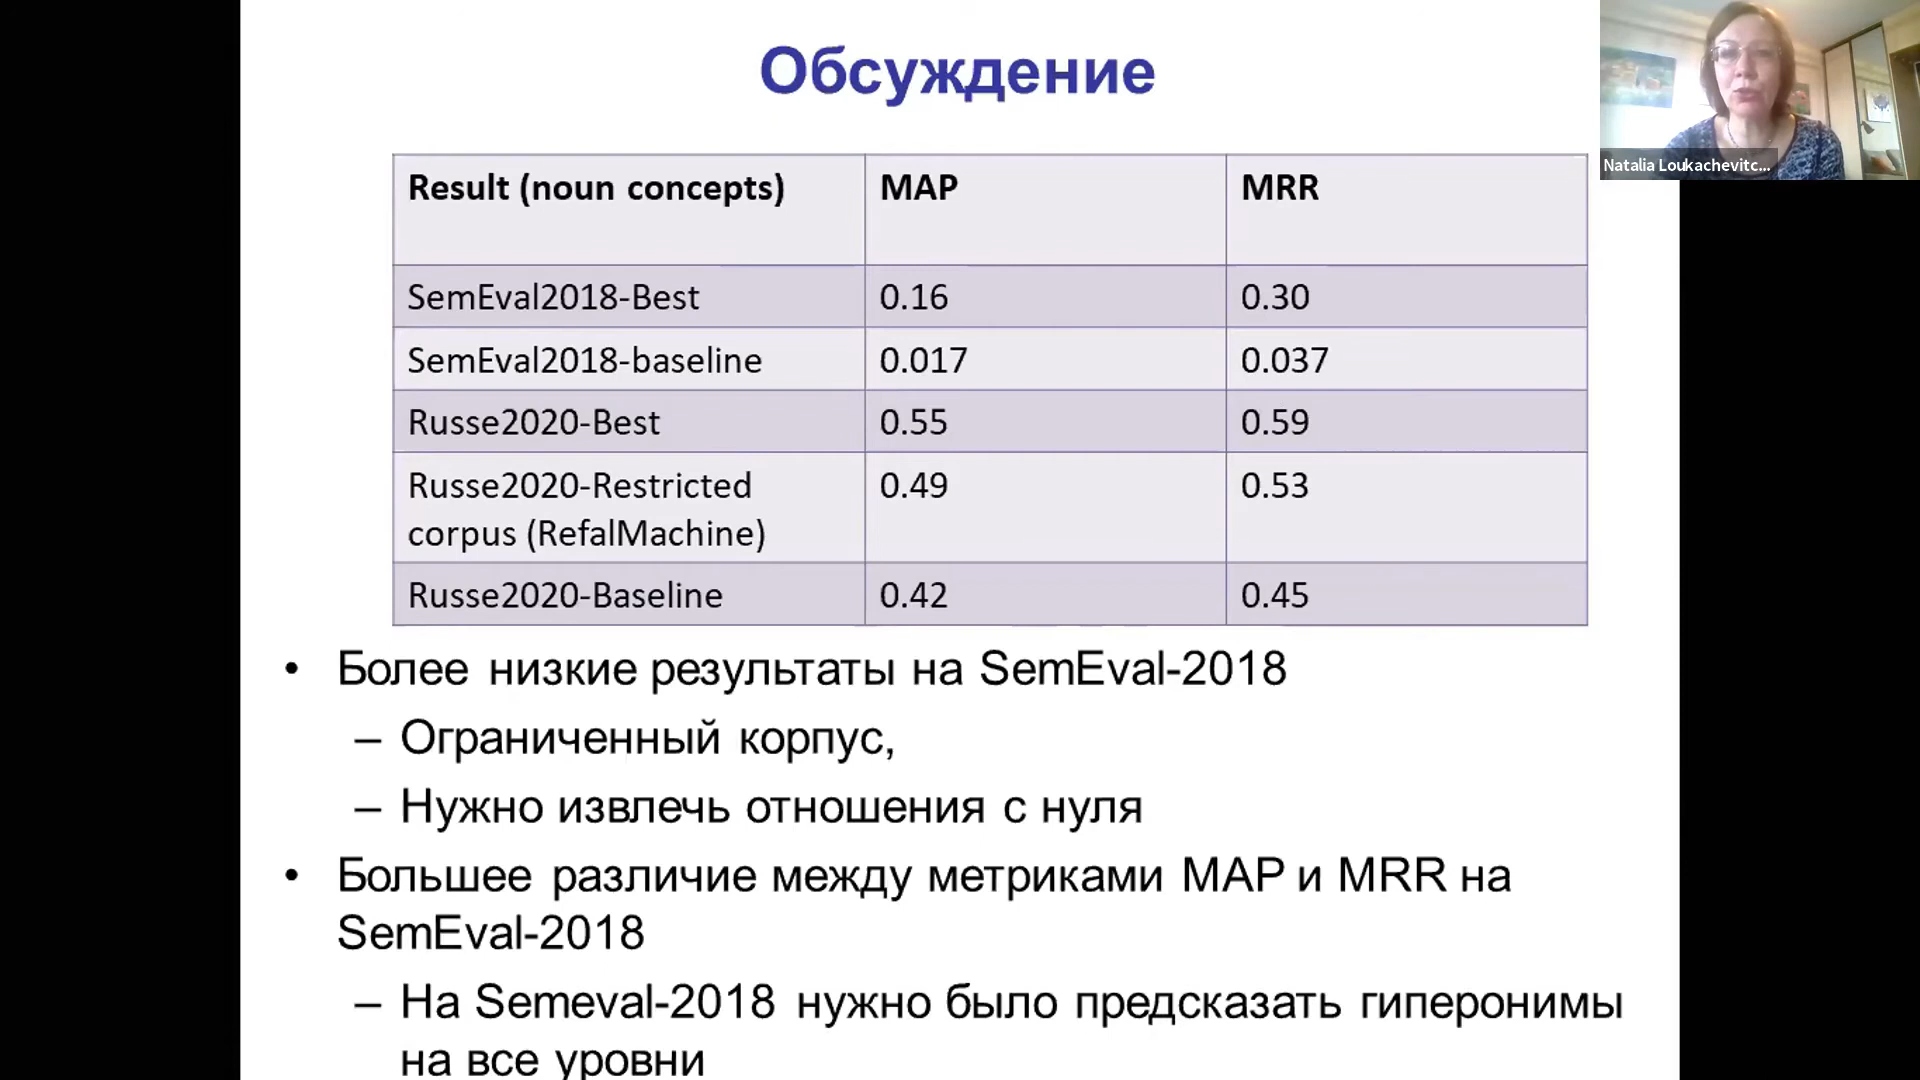 Обсуждение
Natalia Loukachevitc...
Result (noun concepts) MAP MRR
SemEval2018-Best 0.16 0.30
SemEval2018-baseline 0.017 0.037
Russe2020-Best 0.55 0.59
Russe2020-Restricted 0.49 0.53
corpus (RefalMachine)
Russe2020-Baseline 0.42 0.45
• Более низкие результаты на SemEval-2018
– Ограниченный корпус,
– Нужно извлечь отношения с нуля
• Большее различие между метриками MAP и MRR на
SemEval-2018
– На Semeval-2018 нужно было предсказать гиперонимы
на все уровни